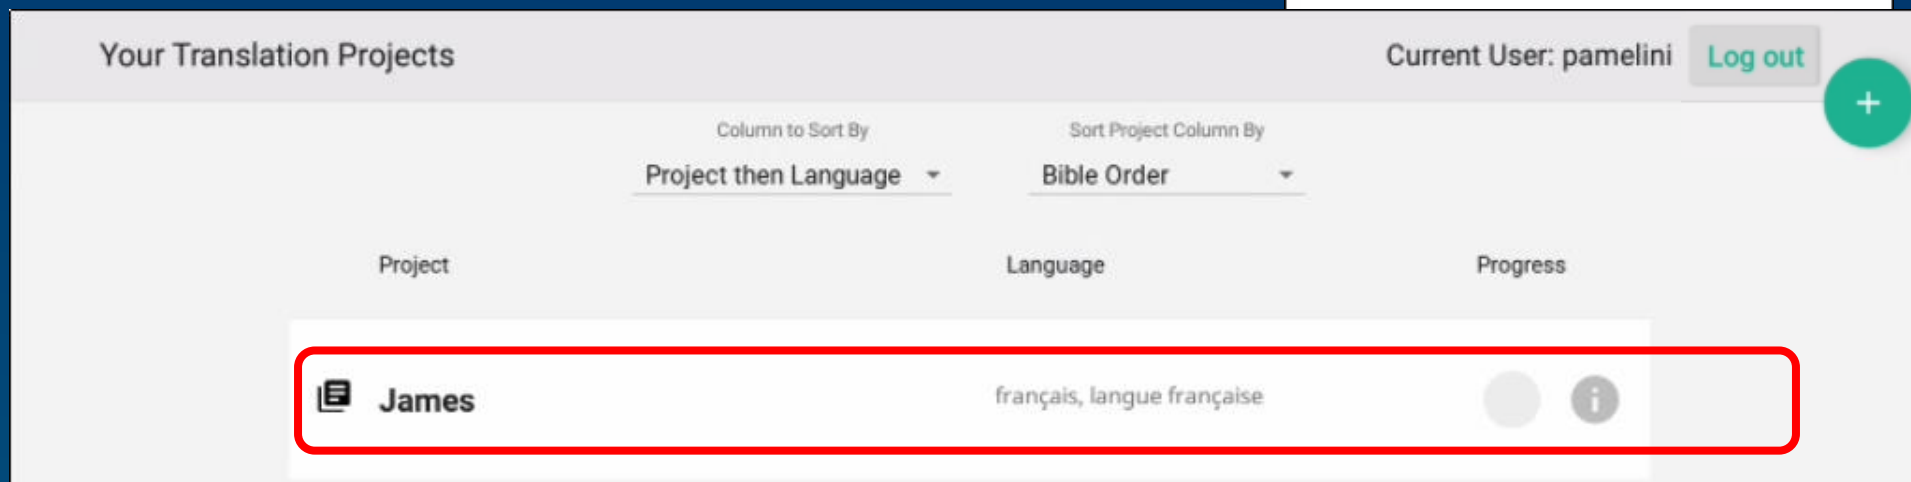 Your Translation Projects
Current User: pamelini
Log out
+
Column to Sort By
Sort Project Column By
Project then Language
Bible Order
Project
Language
Progress
James
français, langue française
i